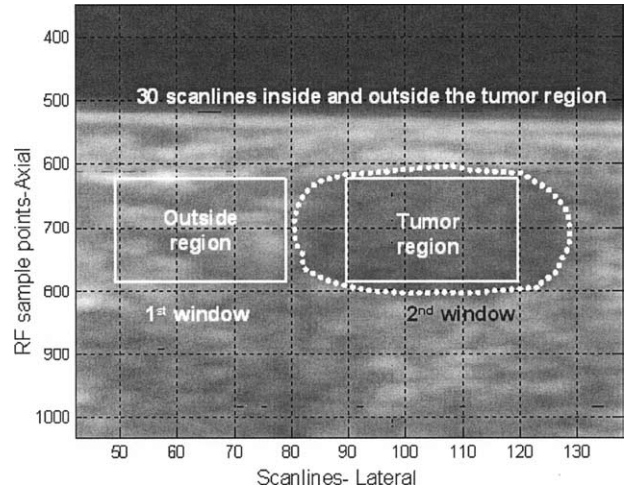 400
500
600
700
800
900
1000
RF sample points-Axial
30 scanlines inside and outside the tumor region
Outside
region
Tumor
region
1st window
2nd window
50
60
70
80
90
100
110
120
130
Scanlines- Lateral